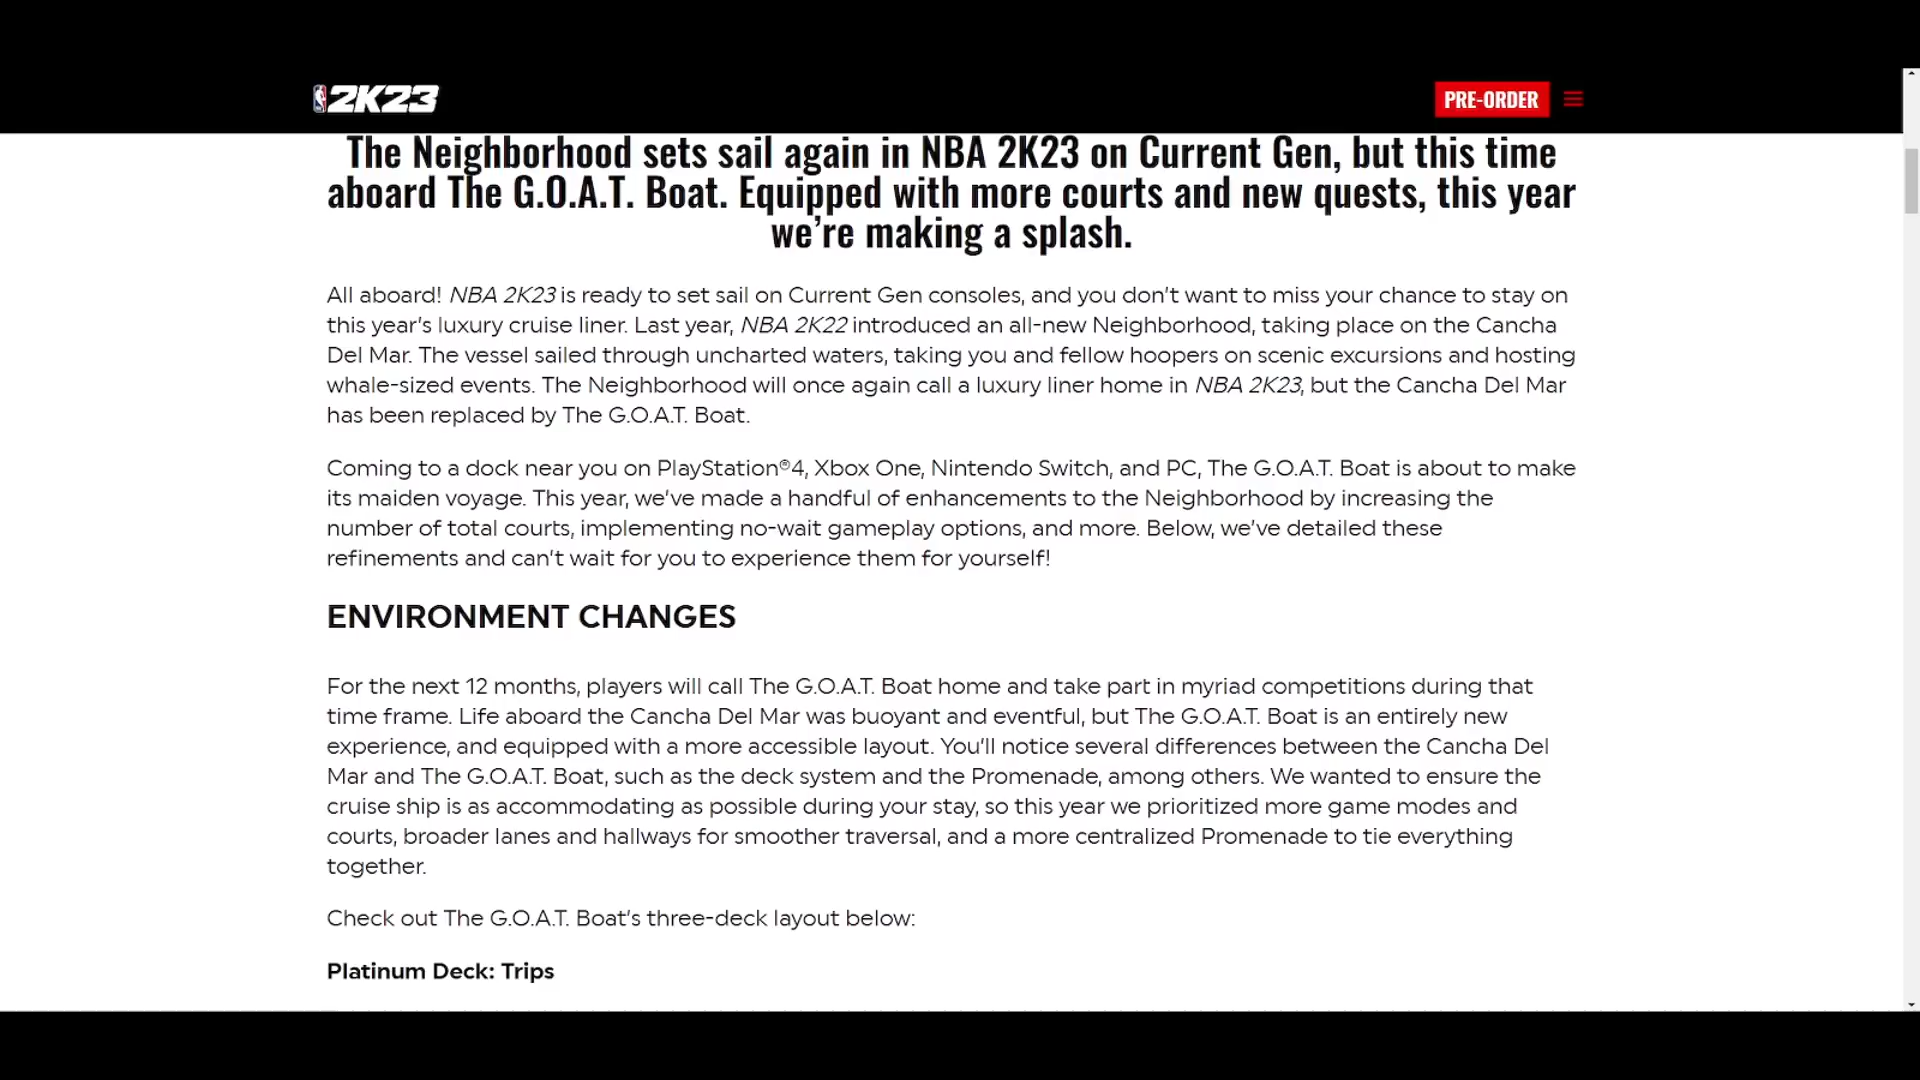 2K23
PRE-ORDER
The Neighborhood sets sail again in NBA 2K23 on Current Gen, but this time
aboard The G.O.A.T. Boat. Equipped with more courts and new quests, this year
we’re making a splash.
All aboard! NBA 2K23 is ready to set sail on Current Gen consoles, and you don’t want to miss your chance to stay on
this year’s luxury cruise liner. Last year, NBA 2K22 introduced an all-new Neighborhood, taking place on the Cancha
Del Mar. The vessel sailed through uncharted waters, taking you and fellow hoopers on scenic excursions and hosting
whale-sized events. The Neighborhood will once again call a luxury liner home in NBA 2K23, but the Cancha Del Mar
has been replaced by The G.O.A.T. Boat.
Coming to a dock near you on PlayStation®4, Xbox One, Nintendo Switch, and PC, The G.O.A.T. Boat is about to make
its maiden voyage. This year, we’ve made a handful of enhancements to the Neighborhood by increasing the
number of total courts, implementing no-wait gameplay options, and more. Below, we’ve detailed these
refinements and can’t wait for you to experience them for yourself!
ENVIRONMENT CHANGES
For the next 12 months, players will call The G.O.A.T. Boat home and take part in myriad competitions during that
time frame. Life aboard the Cancha Del Mar was buoyant and eventful, but The G.O.A.T. Boat is an entirely new
experience, and equipped with a more accessible layout. You’ll notice several differences between the Cancha Del
Mar and The G.O.A.T. Boat, such as the deck system and the Promenade, among others. We wanted to ensure the
cruise ship is as accommodating as possible during your stay, so this year we prioritized more game modes and
courts, broader lanes and hallways for smoother traversal, and a more centralized Promenade to tie everything
together.
Check out The G.O.A.T. Boat’s three-deck layout below:
Platinum Deck: Trips